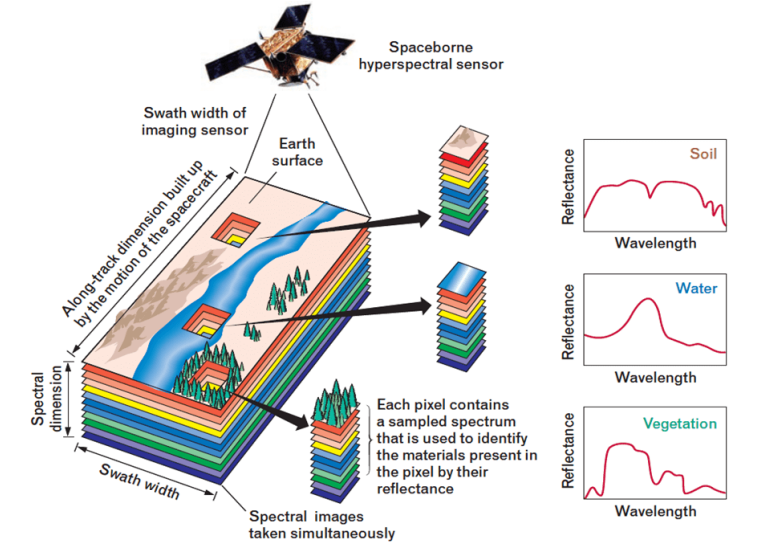 Spaceborne
hyperspectral sensor
Swath width of
imaging sensor
Earth
surface
Along-track dimension built up
by the motion of the spacecraft
Soil
Reflectance
Wavelength
Water
Reflectance
Wavelength
Spectral
dimension
Swath width
Each pixel contains
a sampled spectrum
that is used to identify
the materials present in
the pixel by their
reflectance
Spectral images
taken simultaneously
Vegetation
Reflectance
Wavelength